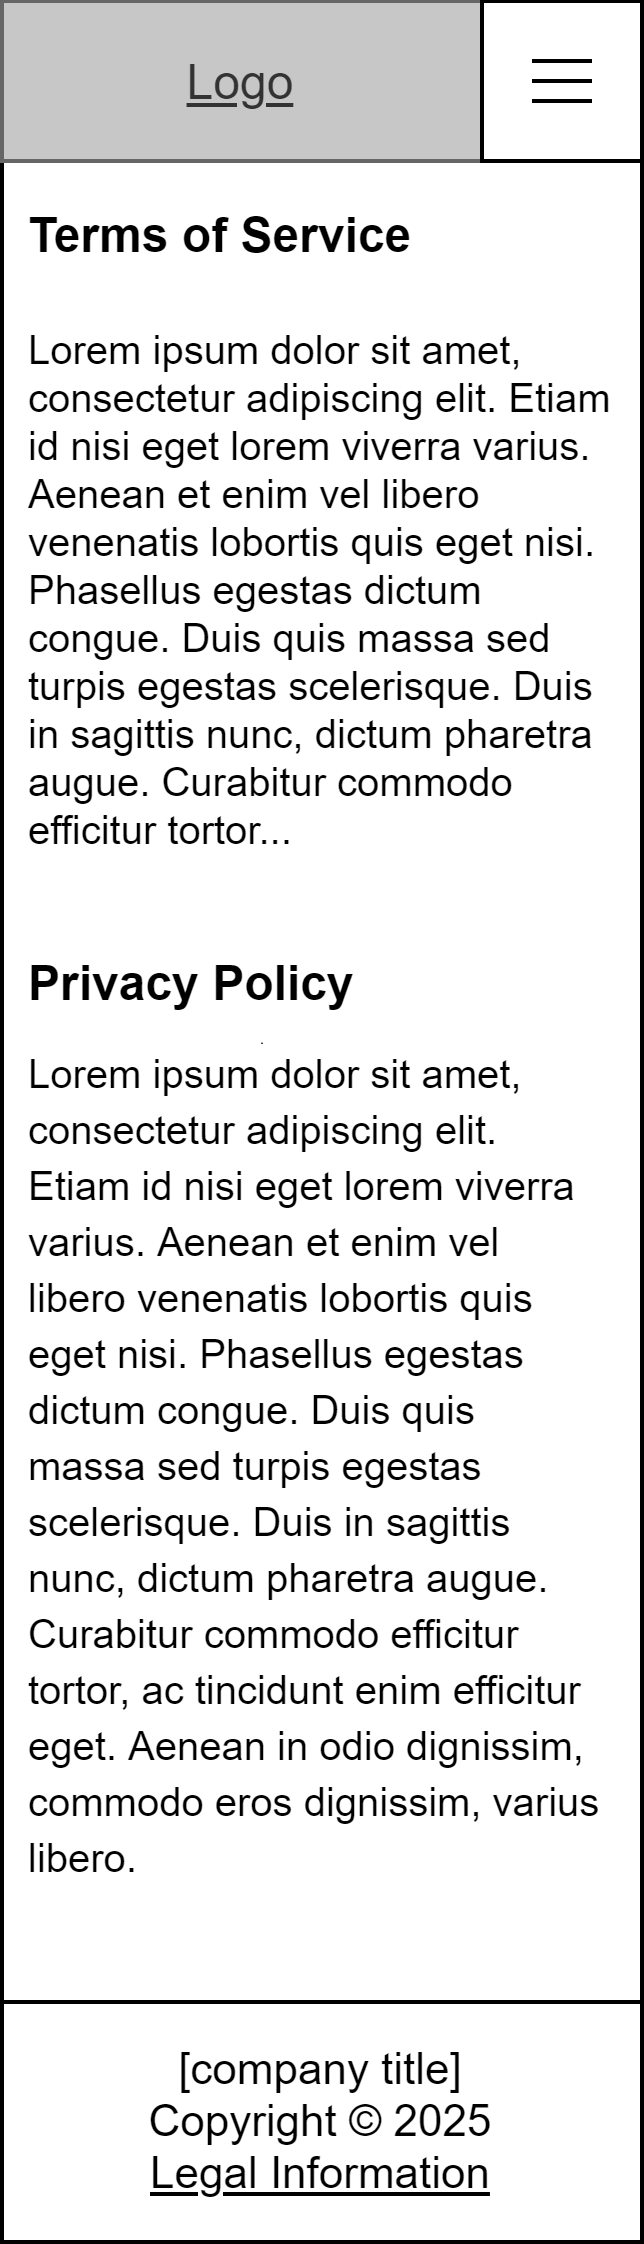 Logo
Terms of Service
Lorem ipsum dolor sit amet,
consectetur adipiscing elit. Etiam
id nisi eget lorem viverra varius.
Aenean et enim vel libero
venenatis lobortis quis eget nisi.
Phasellus egestas dictum
congue. Duis quis massa sed
turpis egestas scelerisque. Duis
in sagittis nunc, dictum pharetra
augue. Curabitur commodo
efficitur tortor...
Privacy Policy
Lorem ipsum dolor sit amet,
consectetur adipiscing elit.
Etiam id nisi eget lorem viverra
varius. Aenean et enim vel
libero venenatis lobortis quis
eget nisi. Phasellus egestas
dictum congue. Duis quis
massa sed turpis egestas
scelerisque. Duis in sagittis
nunc, dictum pharetra augue.
Curabitur commodo efficitur
tortor, ac tincidunt enim efficitur
eget. Aenean in odio dignissim,
commodo eros dignissim, varius
libero.
[company title]
Copyright © 2025
Legal Information